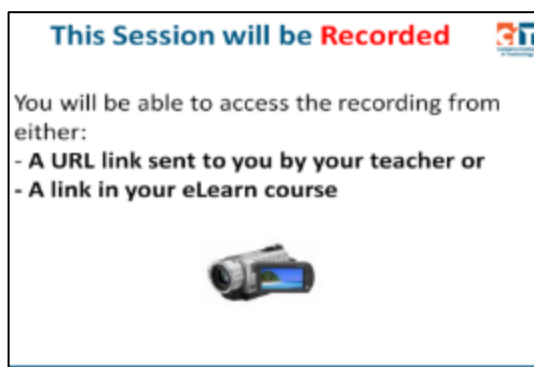 This Session will be Recorded
CIT
You will be able to access the recording from
either:
- A URL link sent to you by your teacher or
- A link in your eLearn course